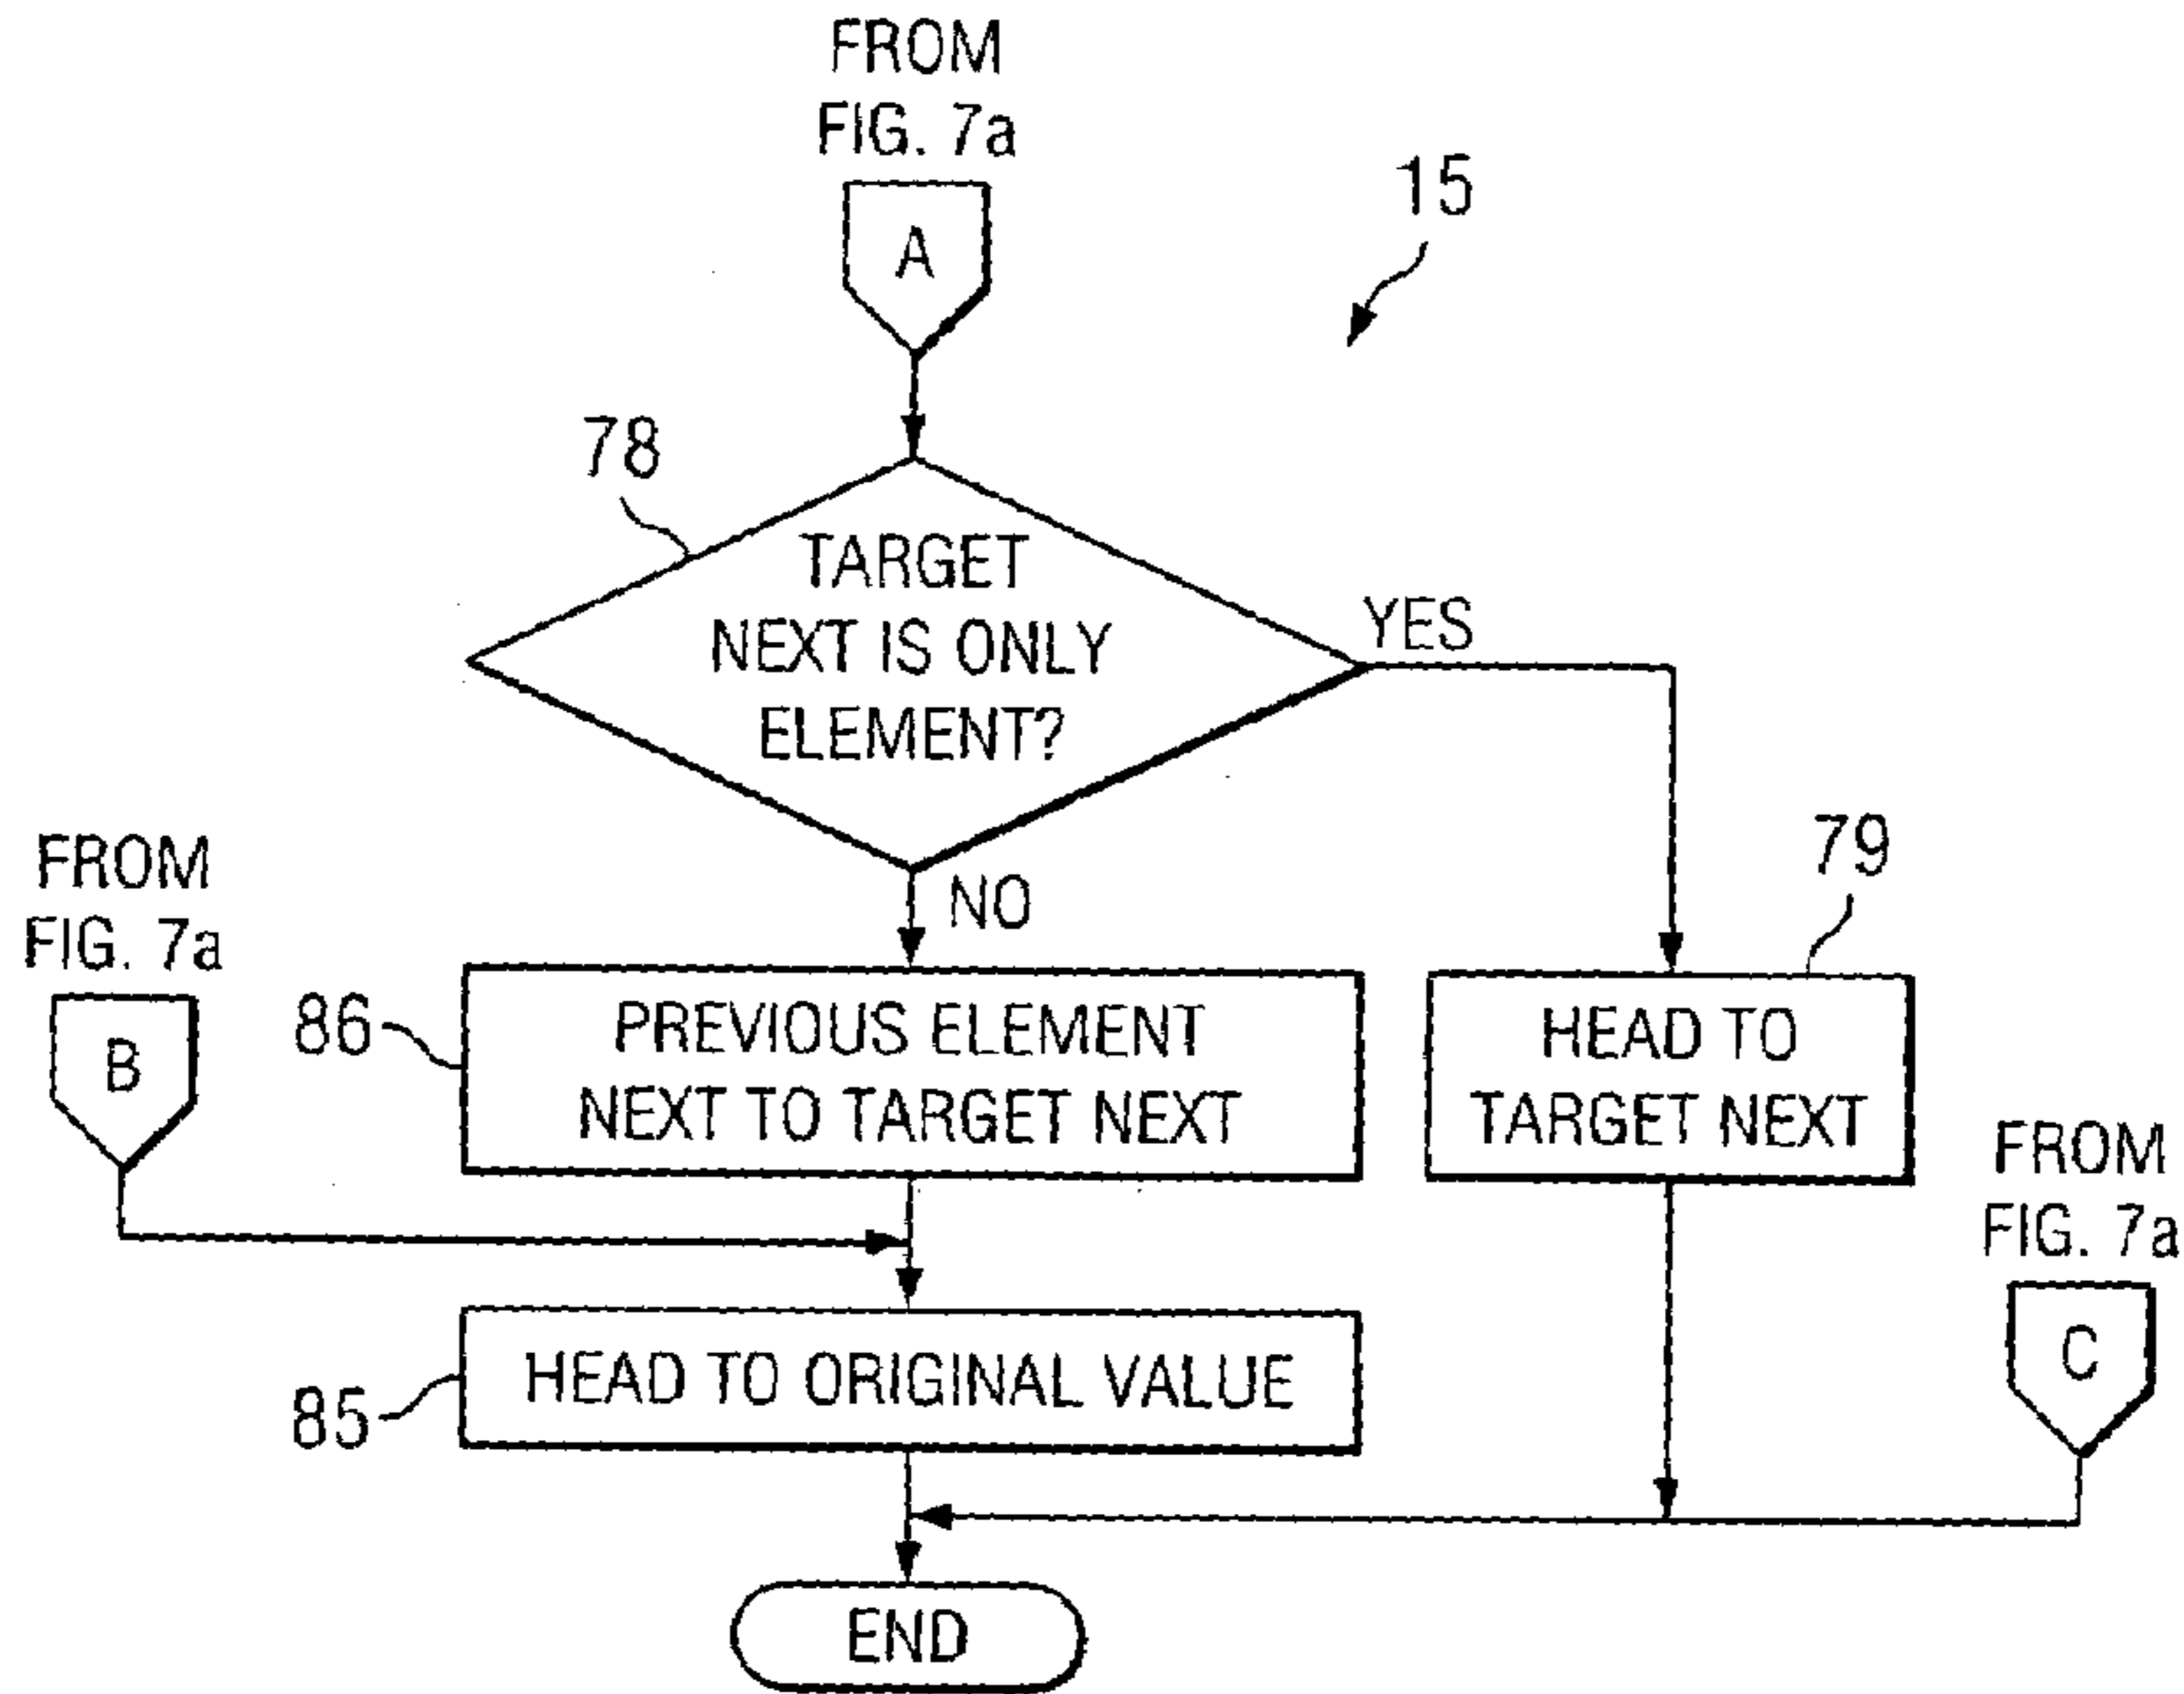 FROM
FIG. 7a
A
15
78
TARGET
NEXT IS ONLY
ELEMENT?
YES
NO
79
FROM
FIG. 7a
B
86
PREVIOUS ELEMENT
NEXT TO TARGET NEXT
HEAD TO
TARGET NEXT
FROM
FIG. 7a
C
85
HEAD TO ORIGINAL VALUE
END